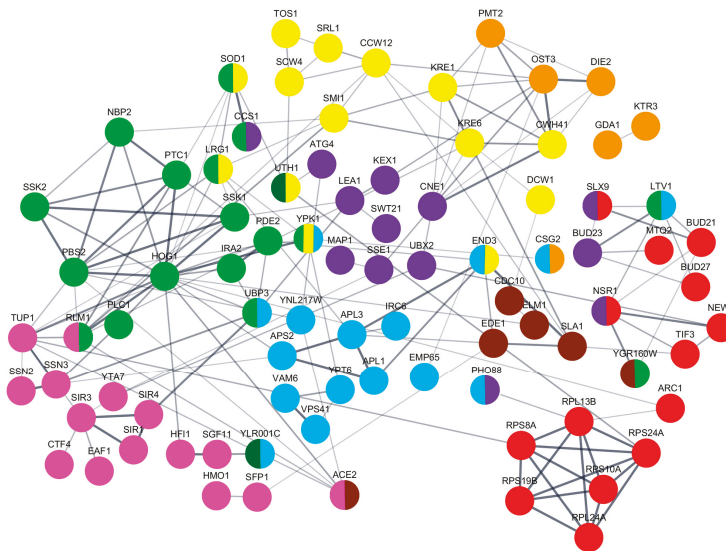 TOS1
SRL1
PMT2
SCW4
CCW12
OST3
DIE2
SOD1
KRE1
KTR3
NBP2
CCS1
SMI1
CWH41
GDA1
KRE6
PTC1
LRG1
ATG4
UTH1
LEA1
KEX1
CNE1
DCW1
SLX9
LTV1
SSK2
SSK1
PDE2
YPK1
SWT21
BUD23
MTQ2
BUD21
PBS2
HOG1
IRA2
MAP1
SSE1
UBX2
END3
CSG2
BUD27
CDC10
NSR1
TUP1
RLM1
PLC1
UBP3
YNL217W
APL3
IRC6
ELM1
EDE1
SLA1
TIF3
NEW
SSN2
SSN3
APS2
APL1
EMP65
YGR160W
YTA7
VAM6
YPT6
PHO88
ARC1
SIR3
SIR4
VPS41
RPL13B
CTF4
EAF1
SIR1
HFI1
SGF11
YLR001C
RPS8A
RPS24A
HMO1
SFP1
ACE2
RPS19B
RPS10A
RPL24A